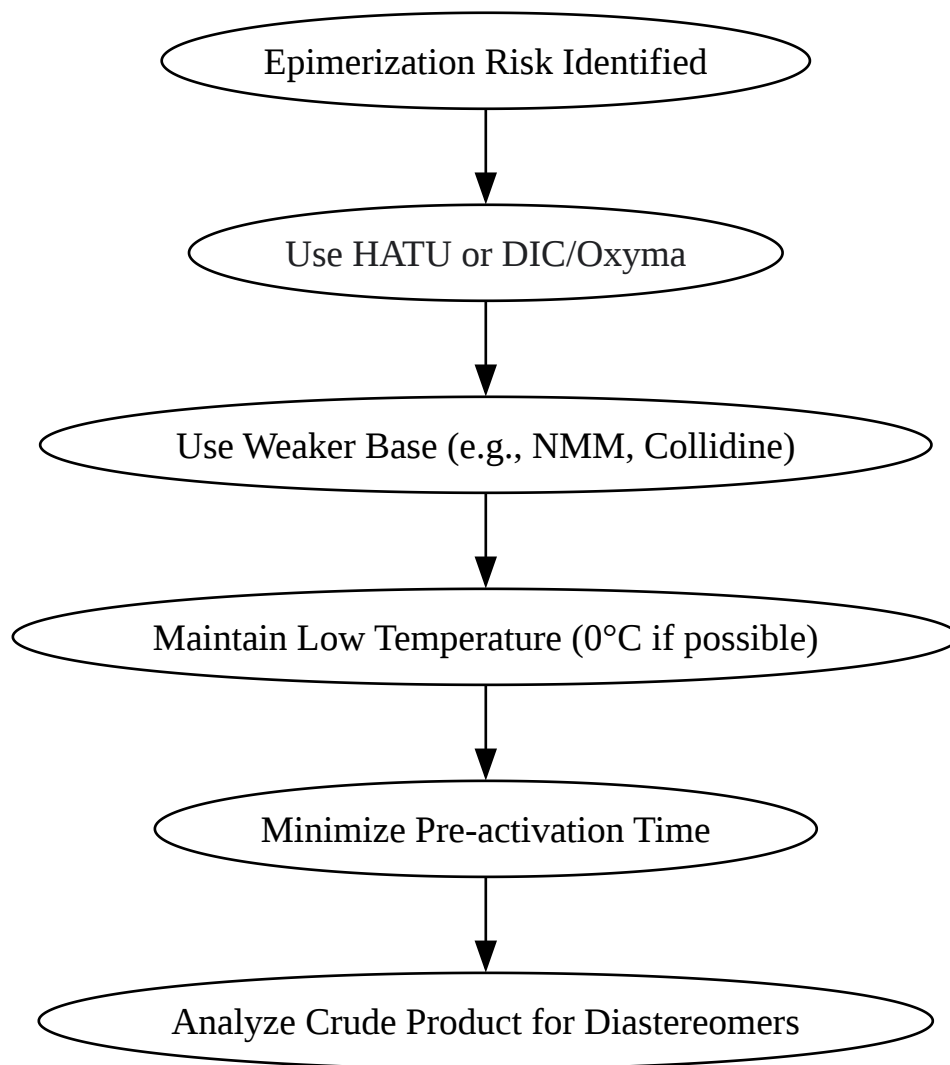 Epimerization Risk Identified
Use HATU or DIC/Oxyma
Use Weaker Base (e.g., NMM, Collidine)
Maintain Low Temperature (0°C if possible)
Minimize Pre-activation Time
Analyze Crude Product for Diastereomers